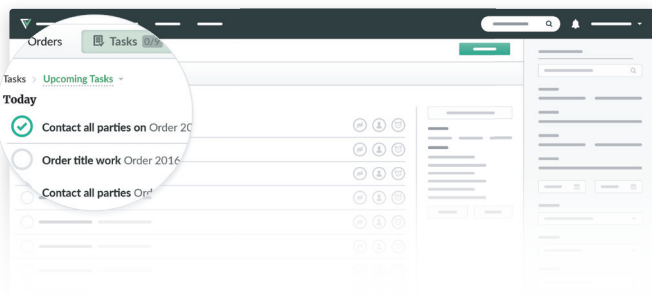 Orders Tasks 0/9
Tasks > Upcoming Tasks
Today
Contact all parties on Order 20
Order title work Order 2016
Contact all parties Ord